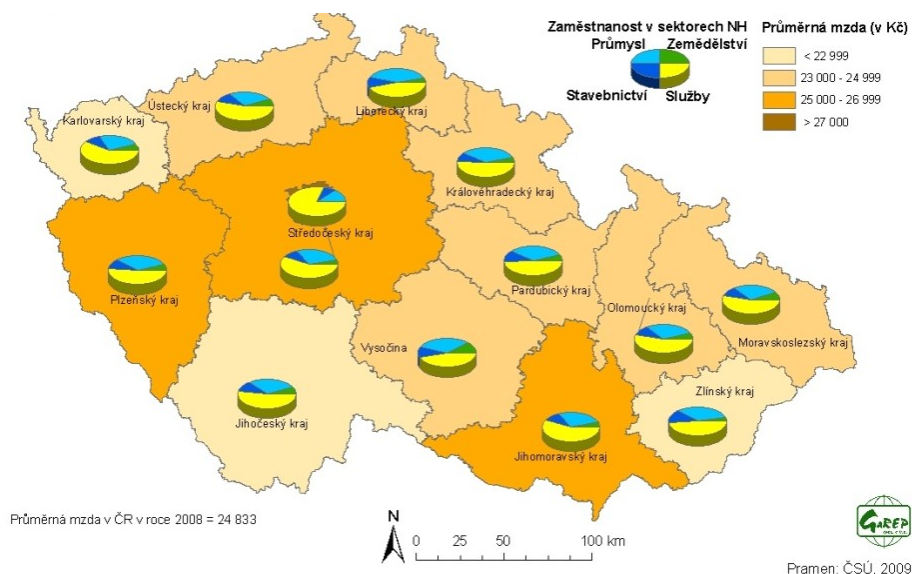 Zaměstnanost v sektorech NH
Průmysl
Zemědělství
Stavebnictví
Služby
Průměrná mzda (v Kč)
< 22 999
23 000 - 24 999
25 000 - 26 999
> 27 000
Karlovarský kraj
Ústecký kraj
Liberecký kraj
Královéhradecký kraj
Středočeský kraj
Plzeňský kraj
Pardubický kraj
Olomoucký kraj
Moravskoslezský kraj
Vysočina
Zlínský kraj
Jihočeský kraj
Jihomoravský kraj
Průměrná mzda v ČR v roce 2008 = 24 833
N
0 25 50 100 km
GaREP
Pramen: ČSÚ, 2009